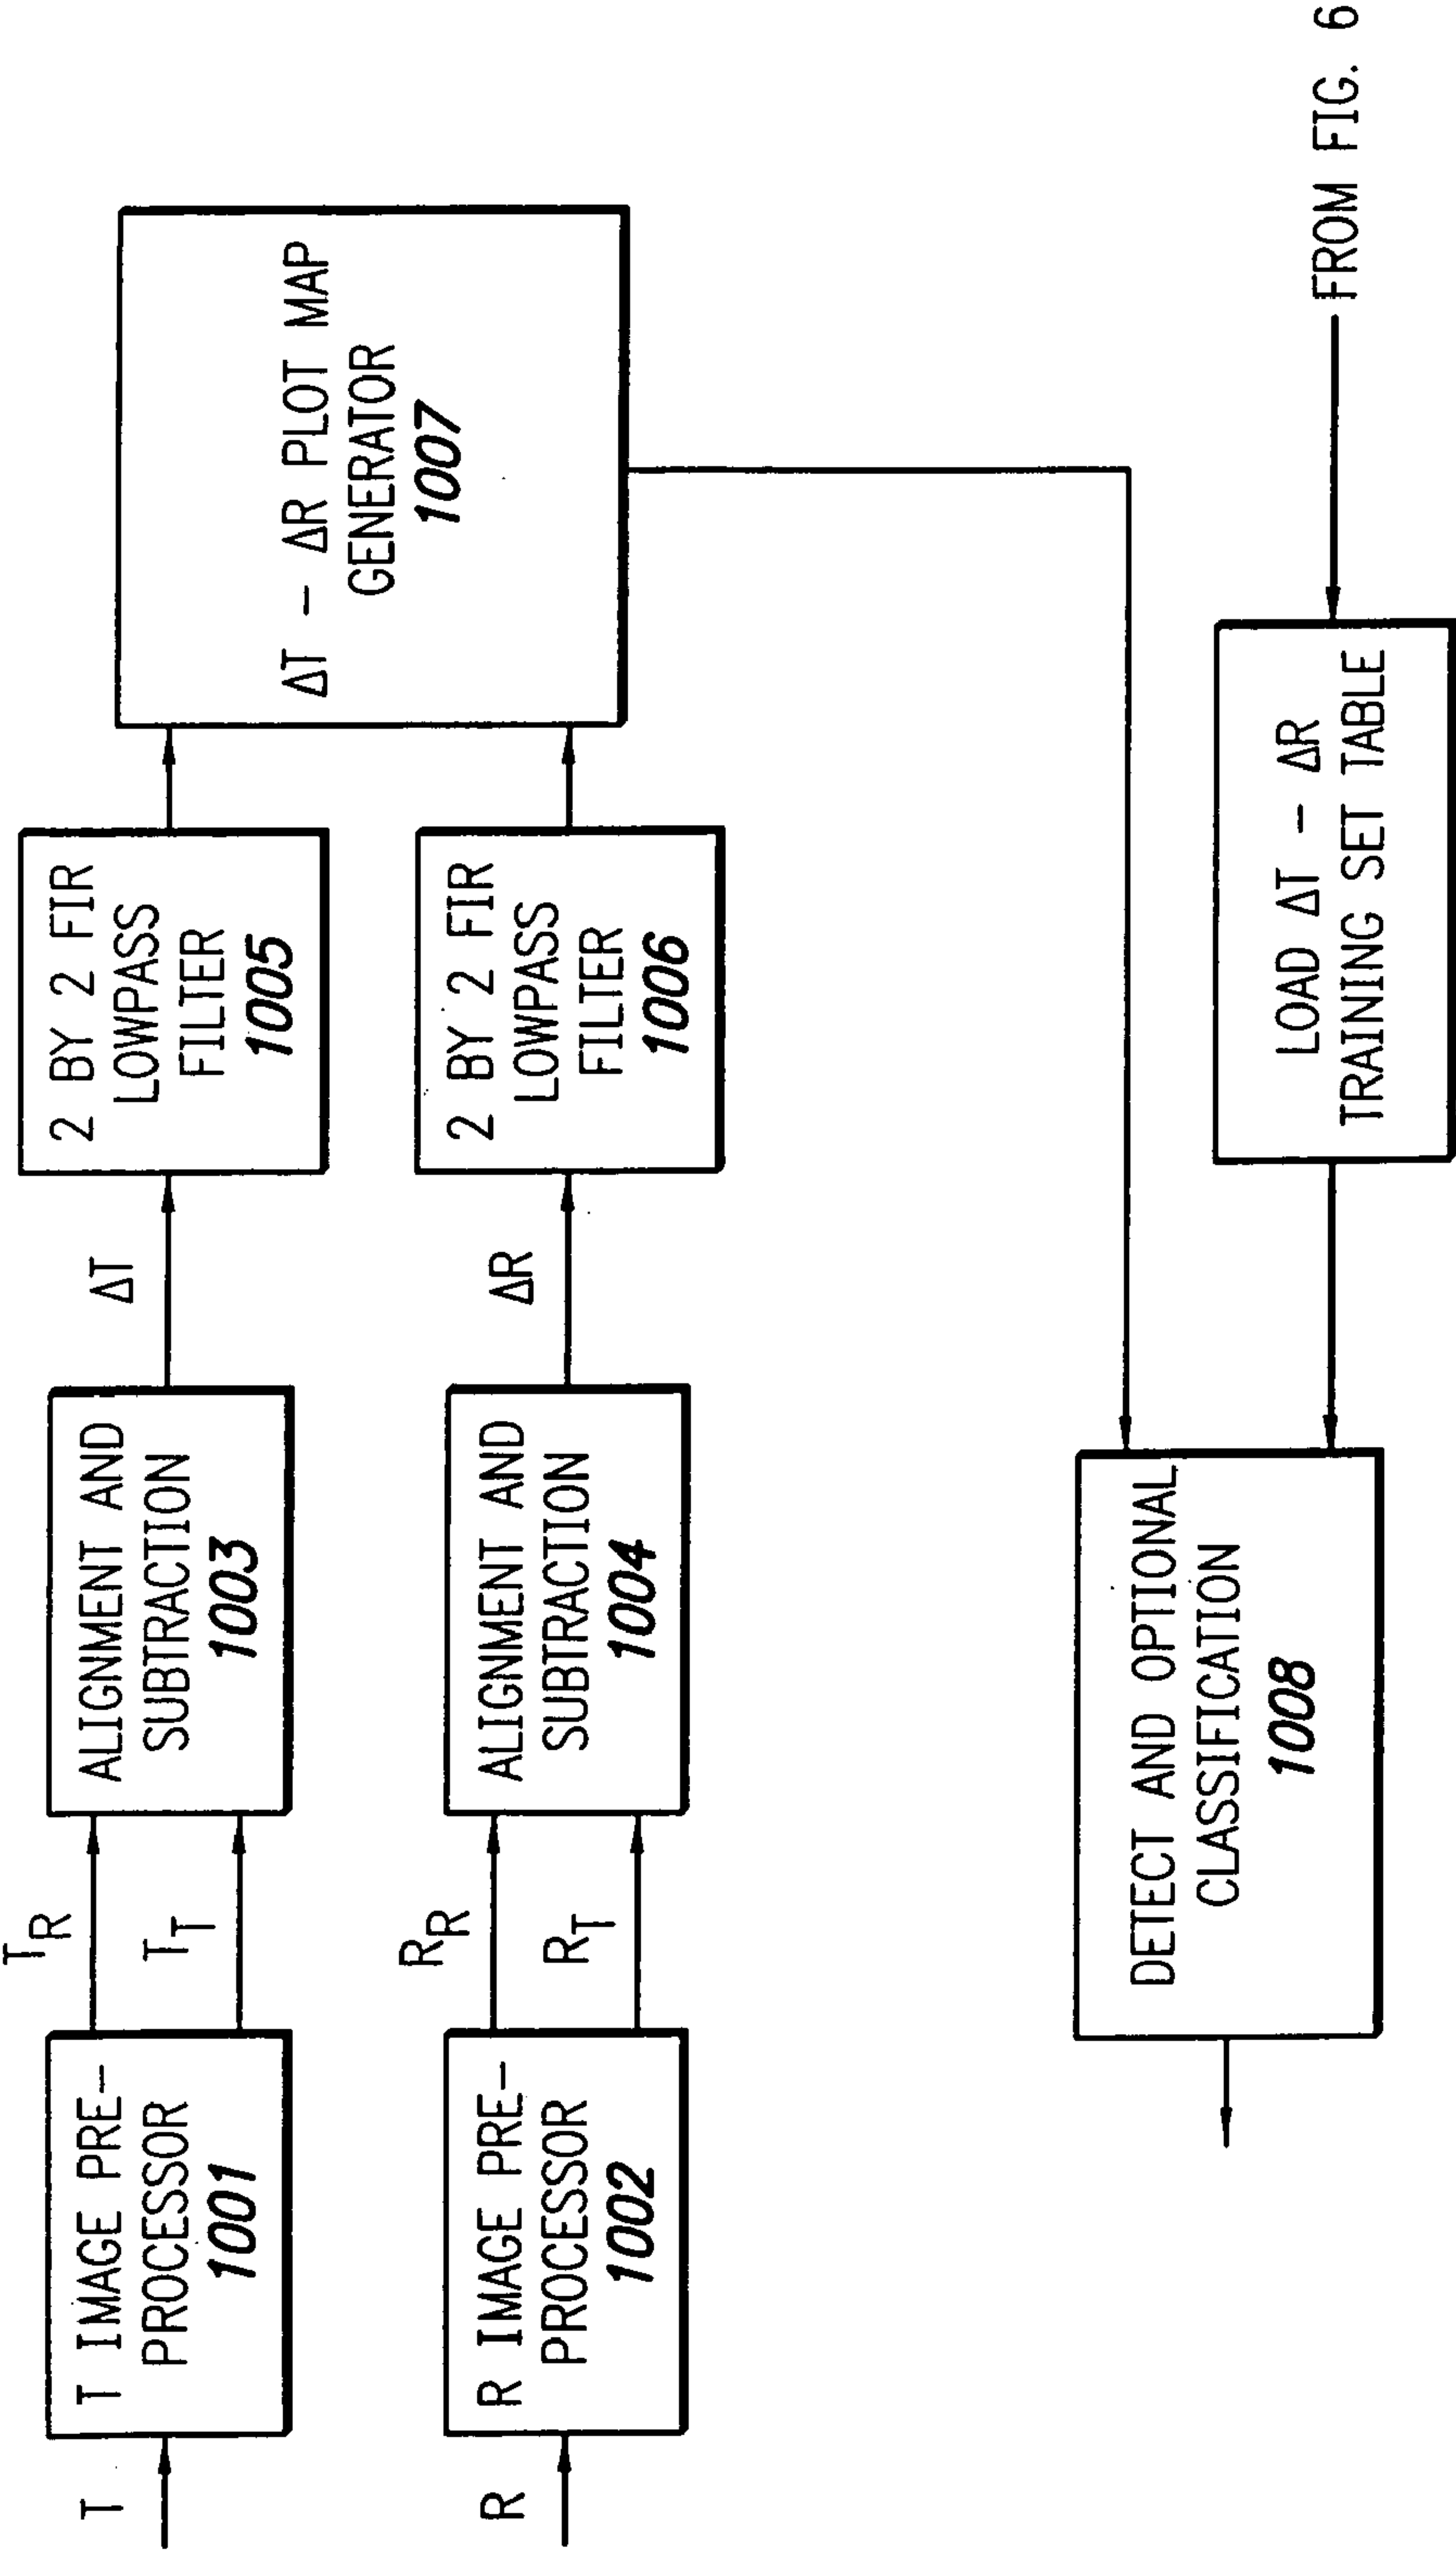 T
T IMAGE PRE-
PROCESSOR
1001
T_R
T_T
ALIGNMENT AND
SUBTRACTION
1003
ΔT
2 BY 2 FIR
LOWPASS
FILTER
1005
R
R IMAGE PRE-
PROCESSOR
1002
R_R
R_T
ALIGNMENT AND
SUBTRACTION
1004
ΔR
2 BY 2 FIR
LOWPASS
FILTER
1006
ΔT - ΔR PLOT MAP
GENERATOR
1007
DETECT AND OPTIONAL
CLASSIFICATION
1008
LOAD ΔT - ΔR
TRAINING SET TABLE
FROM FIG. 6